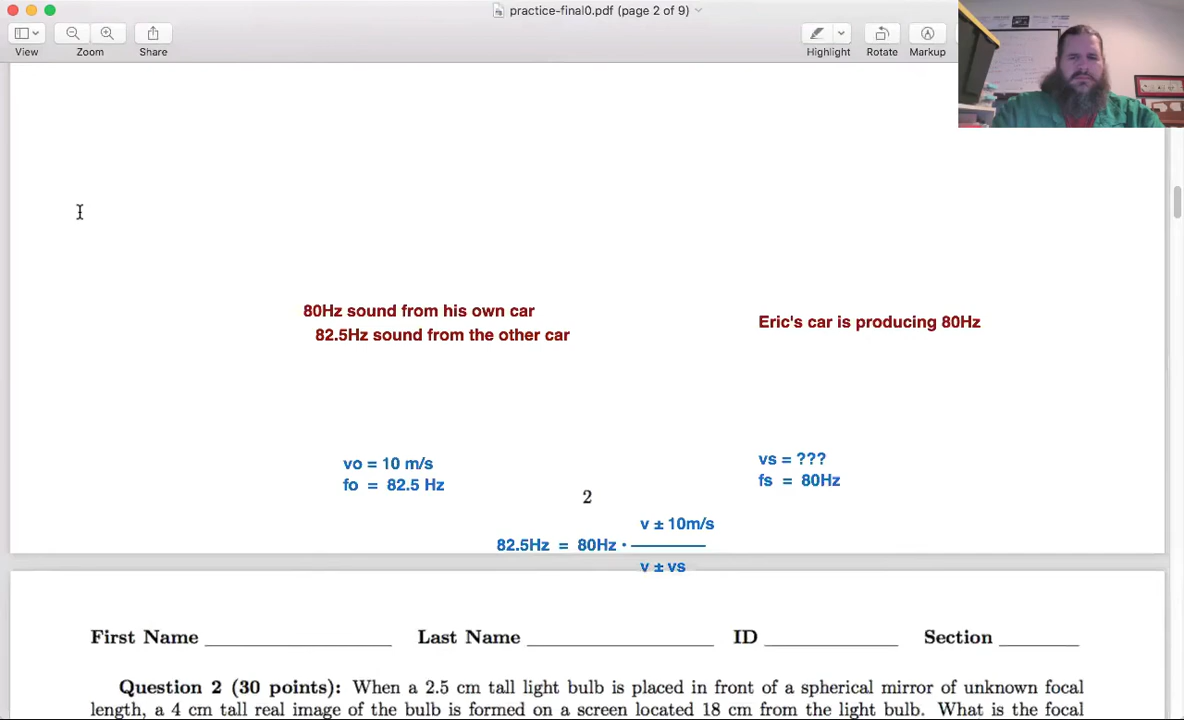 practice-final0.pdf (page 2 of 9)
View Zoom Share Highlight Rotate Markup
80Hz sound from his own car
82.5Hz sound from the other car
Eric's car is producing 80Hz
vo = 10 m/s
fo = 82.5 Hz
vs = ???
fs = 80Hz
2
v ± 10m/s
82.5Hz = 80Hz ·
v ± vs
First Name Last Name ID Section
Question 2 (30 points): When a 2.5 cm tall light bulb is placed in front of a spherical mirror of unknown focal
length, a 4 cm tall real image of the bulb is formed on a screen located 18 cm from the light bulb. What is the focal